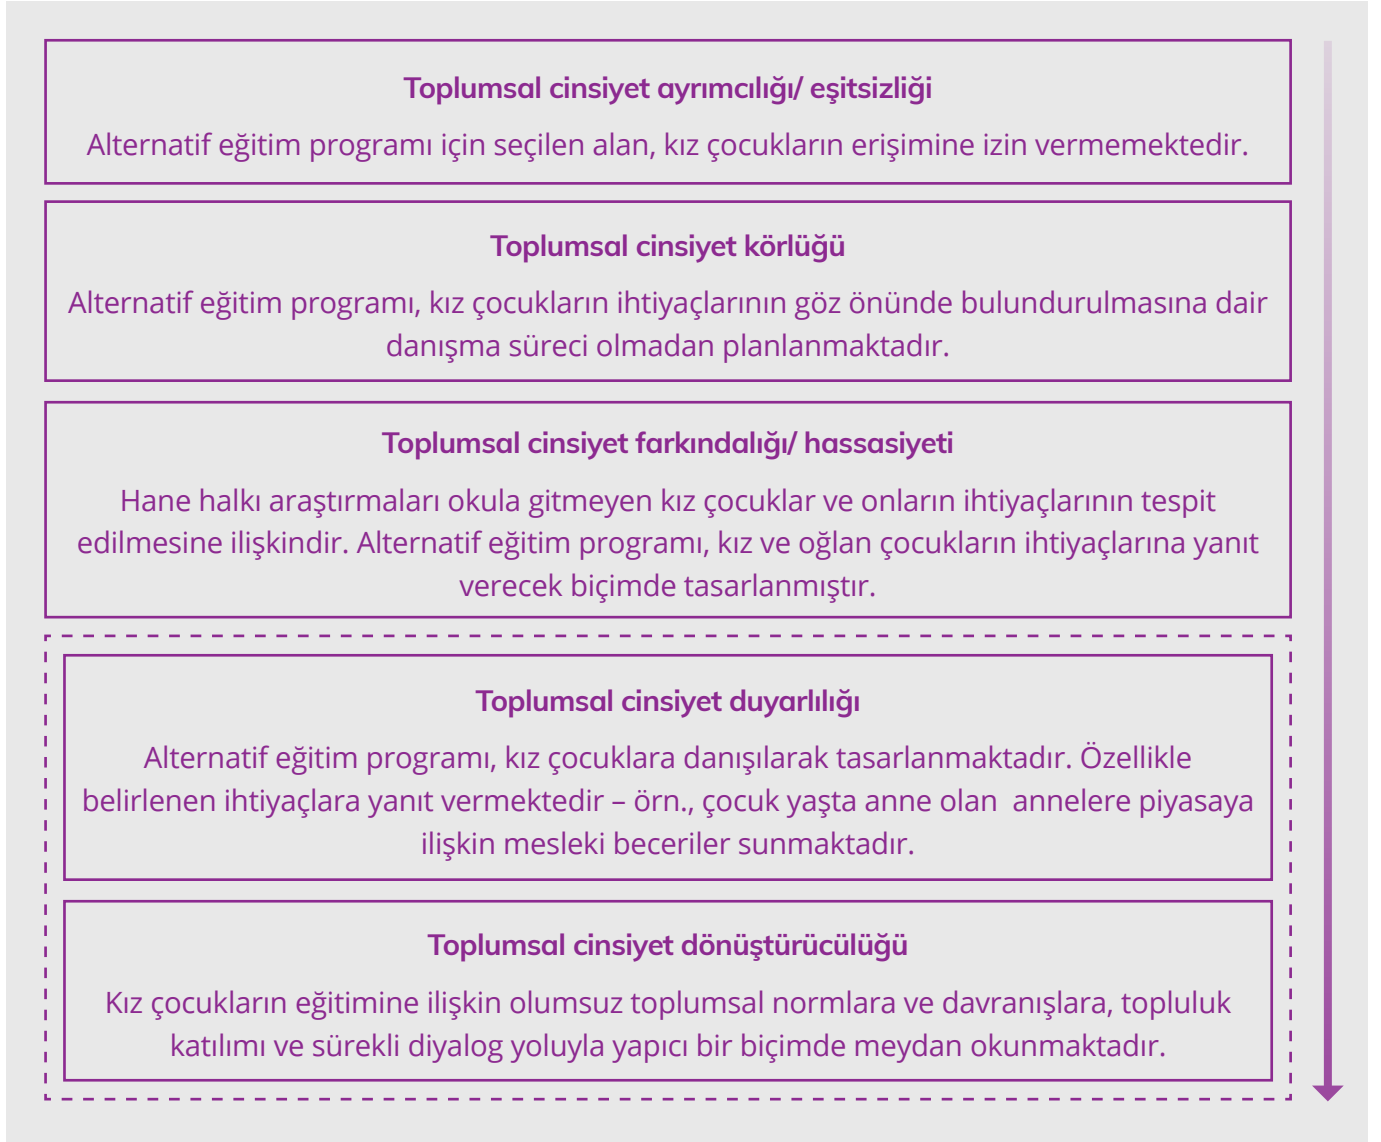 Toplumsal cinsiyet ayrımcılığı/ eşitsizliği
Alternatif eğitim programı için seçilen alan, kız çocukların erişimine izin vermemektedir.
Toplumsal cinsiyet körlüğü
Alternatif eğitim programı, kız çocukların ihtiyaçlarının göz önünde bulundurulmasına dair
danışma süreci olmadan planlanmaktadır.
Toplumsal cinsiyet farkındalığı/ hassasiyeti
Hane halkı araştırmaları okula gitmeyen kız çocuklar ve onların ihtiyaçlarının tespit
edilmesine ilişkindir. Alternatif eğitim programı, kız ve oğlan çocukların ihtiyaçlarına yanıt
verecek biçimde tasarlanmıştır.
Toplumsal cinsiyet duyarlılığı
Alternatif eğitim programı, kız çocuklara danışılarak tasarlanmaktadır. Özellikle
belirlenen ihtiyaçlara yanıt vermektedir – örn., çocuk yaşta anne olan annelere piyasaya
ilişkin mesleki beceriler sunmaktadır.
Toplumsal cinsiyet dönüştürücülüğü
Kız çocukların eğitimine ilişkin olumsuz toplumsal normlara ve davranışlara, topluluk
katılımı ve sürekli diyalog yoluyla yapıcı bir biçimde meydan okunmaktadır.